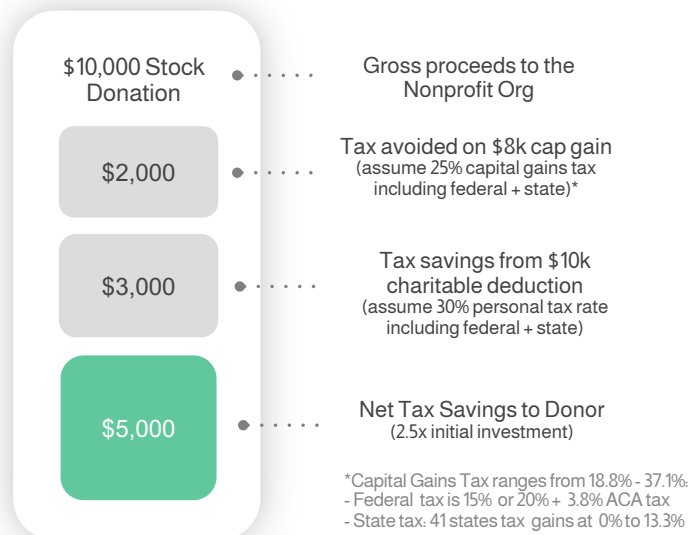 $10,000 Stock
Donation
Gross proceeds to the
Nonprofit Org
$2,000
Tax avoided on $8k cap gain
(assume 25% capital gains tax
including federal + state)*
$3,000
Tax savings from $10k
charitable deduction
(assume 30% personal tax rate
including federal + state)
$5,000
Net Tax Savings to Donor
(2.5x initial investment)
*Capital Gains Tax ranges from 18.8% - 37.1%:
- Federal tax is 15% or 20% + 3.8% ACA tax
- State tax: 41 states tax gains at 0% to 13.3%